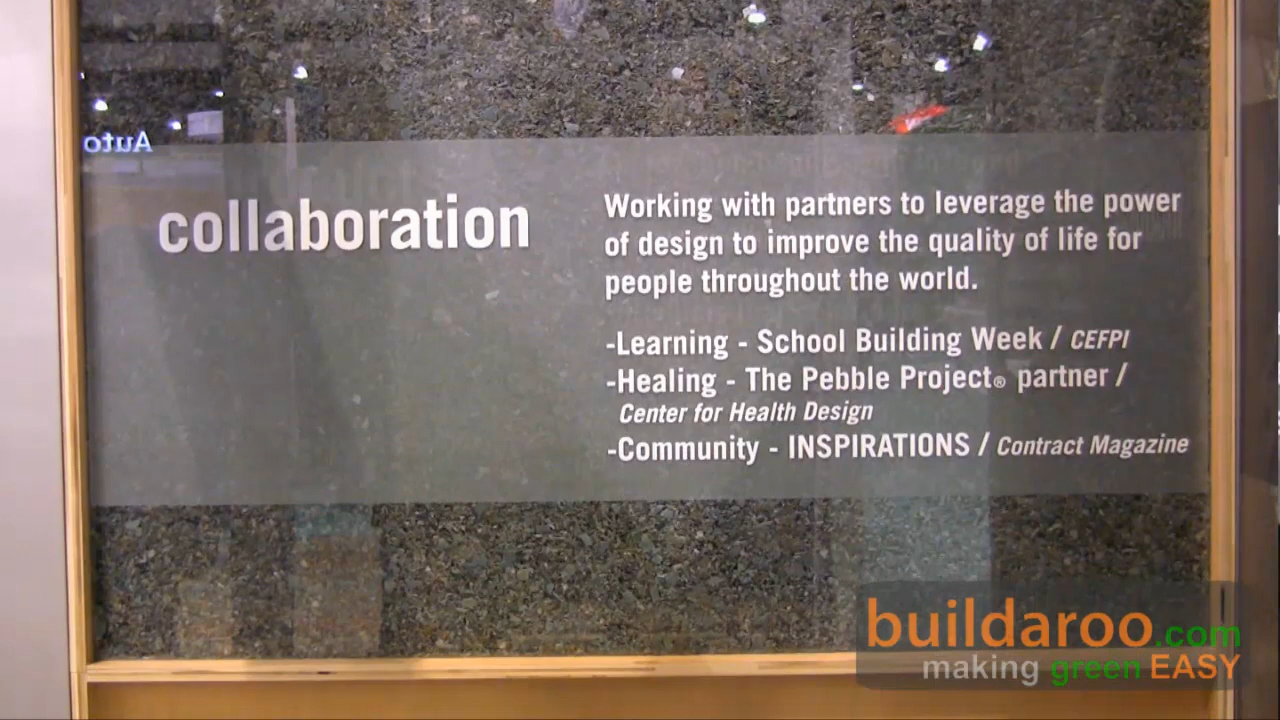 Auto
collaboration
Working with partners to leverage the power
of design to improve the quality of life for
people throughout the world.
-Learning - School Building Week / CEFPI
-Healing - The Pebble Project® partner /
Center for Health Design
-Community - INSPIRATIONS / Contract Magazine
buildaroo.com
making green EASY